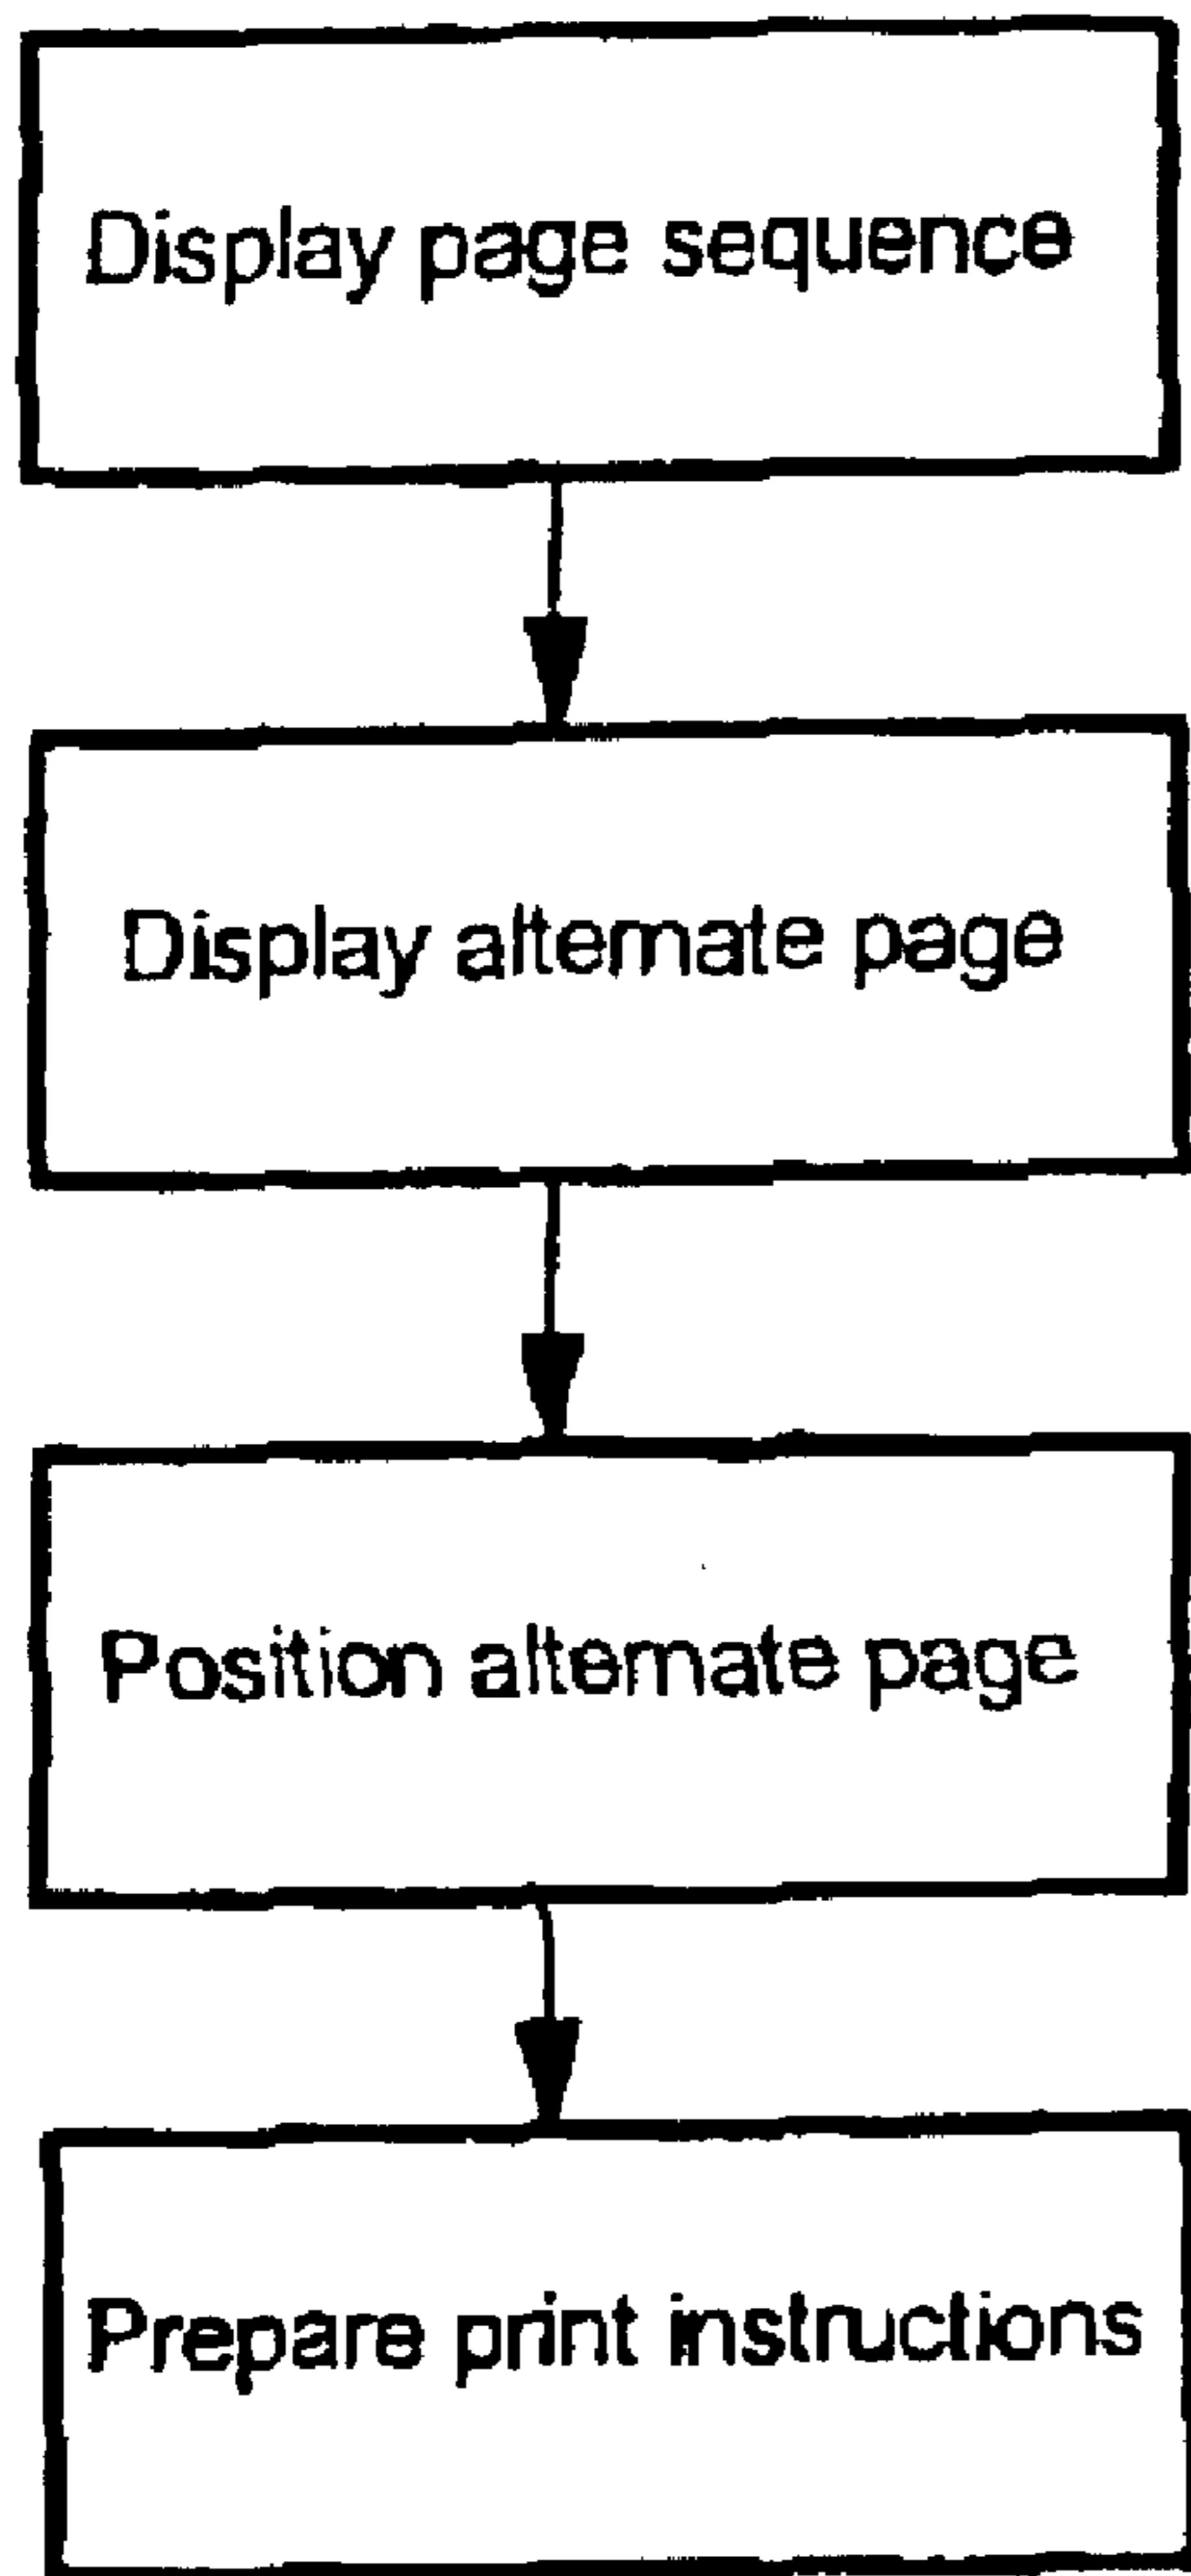 Display page sequence
Display alternate page
Position alternate page
Prepare print instructions